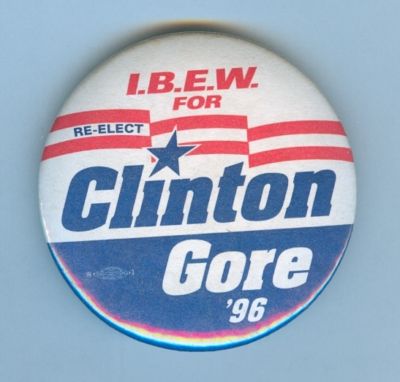 I.B.E.W.
FOR
RE-ELECT
Clinton
Gore
'96